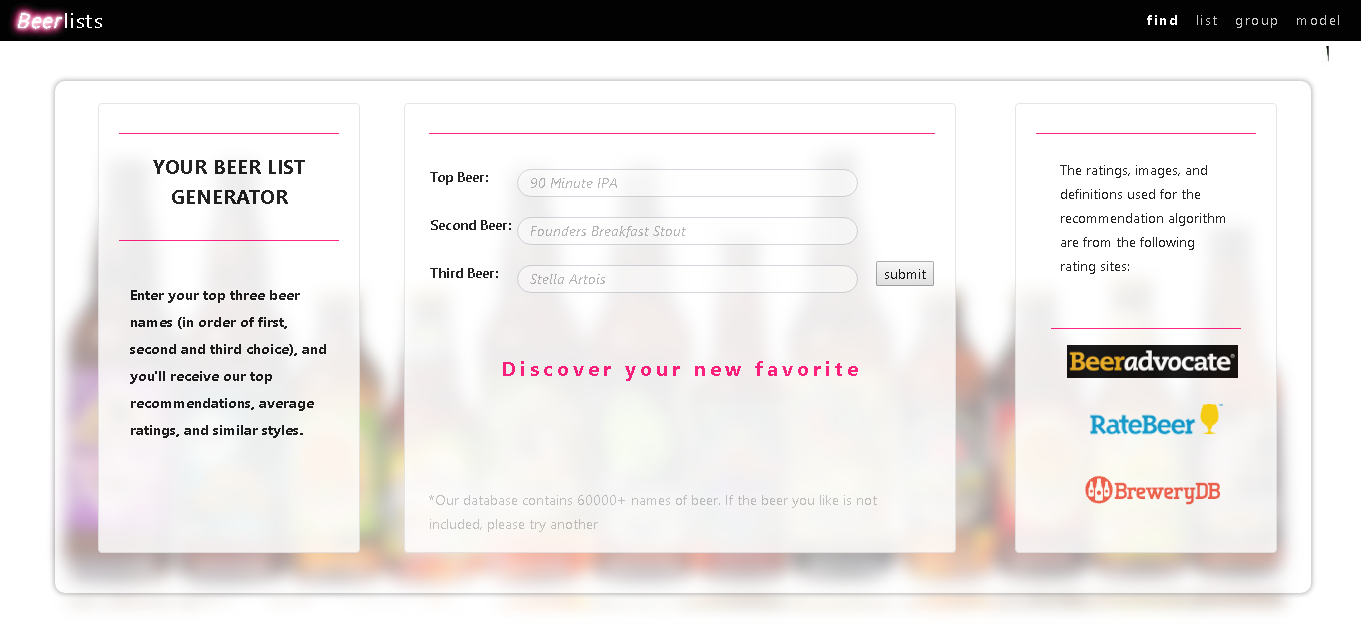 Beerlists
find list group model
YOUR BEER LIST
GENERATOR
Enter your top three beer
names (in order of first,
second and third choice), and
you'll receive our top
recommendations, average
ratings, and similar styles.
Top Beer: 90 Minute IPA
Second Beer: Founders Breakfast Stout
Third Beer: Stella Artois
submit
Discover your new favorite
*Our database contains 60000+ names of beer. If the beer you like is not
included, please try another
The ratings, images, and
definitions used for the
recommendation algorithm
are from the following
rating sites:
Beeradvocate®
RateBeer™
BreweryDB